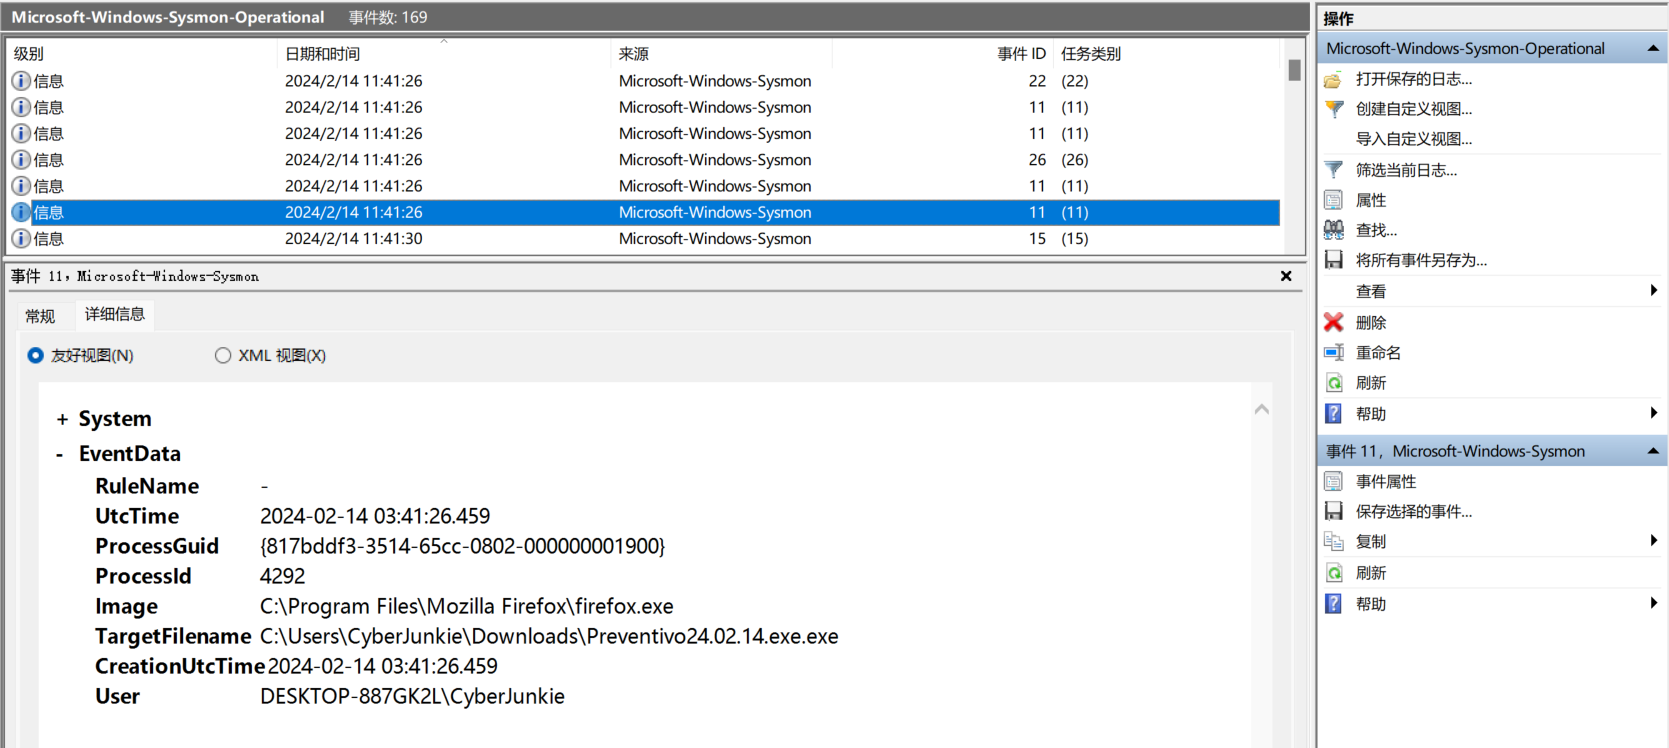 Microsoft-Windows-Sysmon-Operational 事件数: 169
级别 日期和时间 来源 事件 ID 任务类别
信息 2024/2/14 11:41:26 Microsoft-Windows-Sysmon 22 (22)
信息 2024/2/14 11:41:26 Microsoft-Windows-Sysmon 11 (11)
信息 2024/2/14 11:41:26 Microsoft-Windows-Sysmon 11 (11)
信息 2024/2/14 11:41:26 Microsoft-Windows-Sysmon 26 (26)
信息 2024/2/14 11:41:26 Microsoft-Windows-Sysmon 11 (11)
信息 2024/2/14 11:41:26 Microsoft-Windows-Sysmon 11 (11)
信息 2024/2/14 11:41:30 Microsoft-Windows-Sysmon 15 (15)
事件 11，Microsoft-Windows-Sysmon
常规 详细信息
友好视图(N) XML 视图(X)
+ System
- EventData
RuleName -
UtcTime 2024-02-14 03:41:26.459
ProcessGuid {817bddf3-3514-65cc-0802-000000001900}
ProcessId 4292
Image C:\Program Files\Mozilla Firefox\firefox.exe
TargetFilename C:\Users\CyberJunkie\Downloads\Preventivo24.02.14.exe.exe
CreationUtcTime 2024-02-14 03:41:26.459
User DESKTOP-887GK2L\CyberJunkie
操作
Microsoft-Windows-Sysmon-Operational
打开保存的日志...
创建自定义视图...
导入自定义视图...
筛选当前日志...
属性
查找...
将所有事件另存为...
查看
删除
重命名
刷新
帮助
事件 11，Microsoft-Windows-Sysmon
事件属性
保存选择的事件...
复制
刷新
帮助